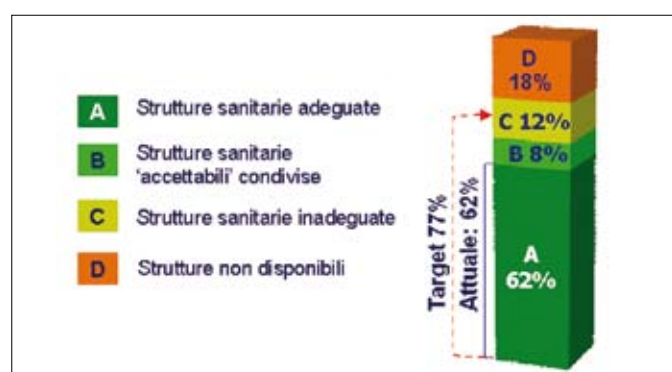 A Strutture sanitarie adeguate
B Strutture sanitarie
'accettabili' condivise
C Strutture sanitarie inadeguate
D Strutture non disponibili
Target 77%
Attuale: 62%
D
18%
C 12%
B 8%
A
62%